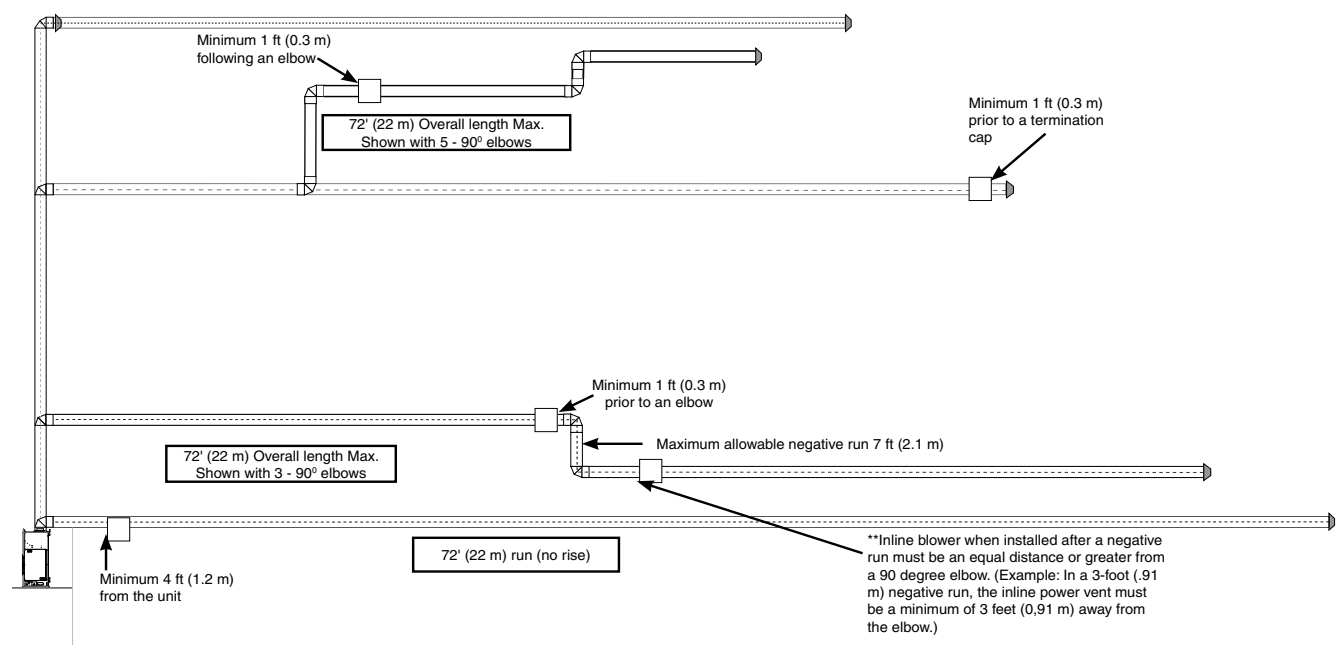 Minimum 1 ft (0.3 m)
following an elbow
72' (22 m) Overall length Max.
Shown with 5 - 90⁰ elbows
Minimum 1 ft (0.3 m)
prior to a termination
cap
Minimum 1 ft (0.3 m)
prior to an elbow
Maximum allowable negative run 7 ft (2.1 m)
72' (22 m) Overall length Max.
Shown with 3 - 90⁰ elbows
72' (22 m) run (no rise)
Minimum 4 ft (1.2 m)
from the unit
**Inline blower when installed after a negative
run must be an equal distance or greater from
a 90 degree elbow. (Example: In a 3-foot (.91
m) negative run, the inline power vent must
be a minimum of 3 feet (0,91 m) away from
the elbow.)